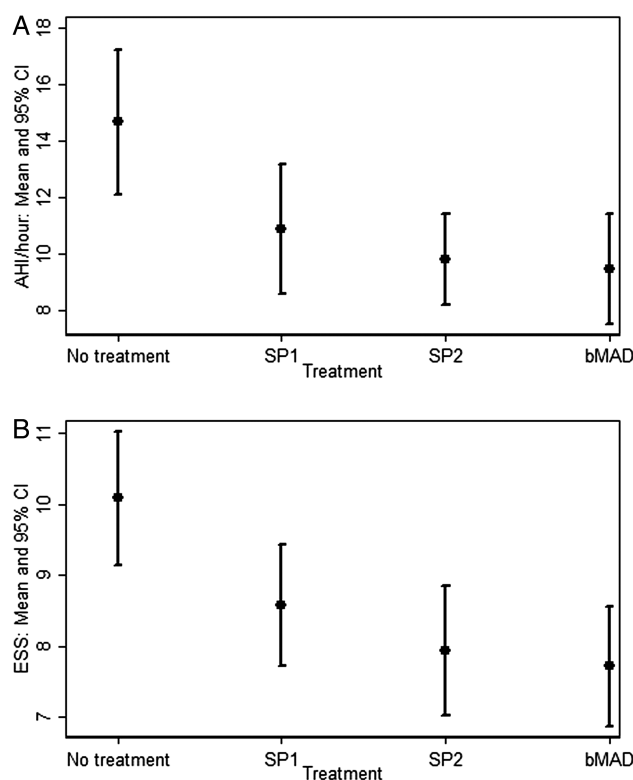 A
AHI/hour: Mean and 95% CI
18
16
14
12
10
8
No treatment SP1 SP2 bMAD
Treatment
B
ESS: Mean and 95% CI
11
10
9
8
7
No treatment SP1 SP2 bMAD
Treatment